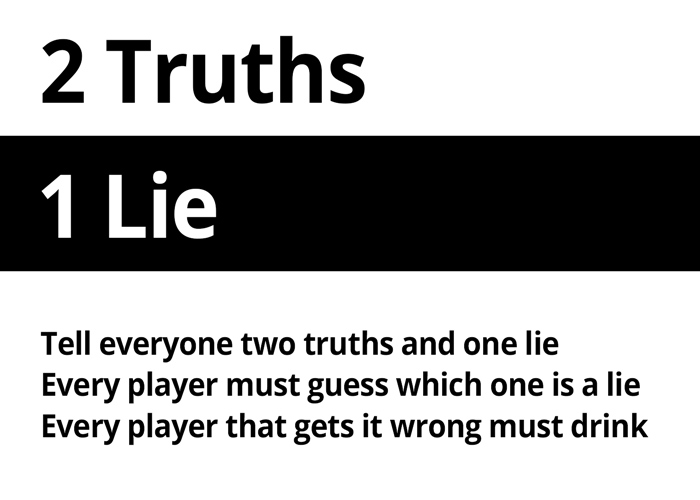 2 Truths
1 Lie
Tell everyone two truths and one lie
Every player must guess which one is a lie
Every player that gets it wrong must drink